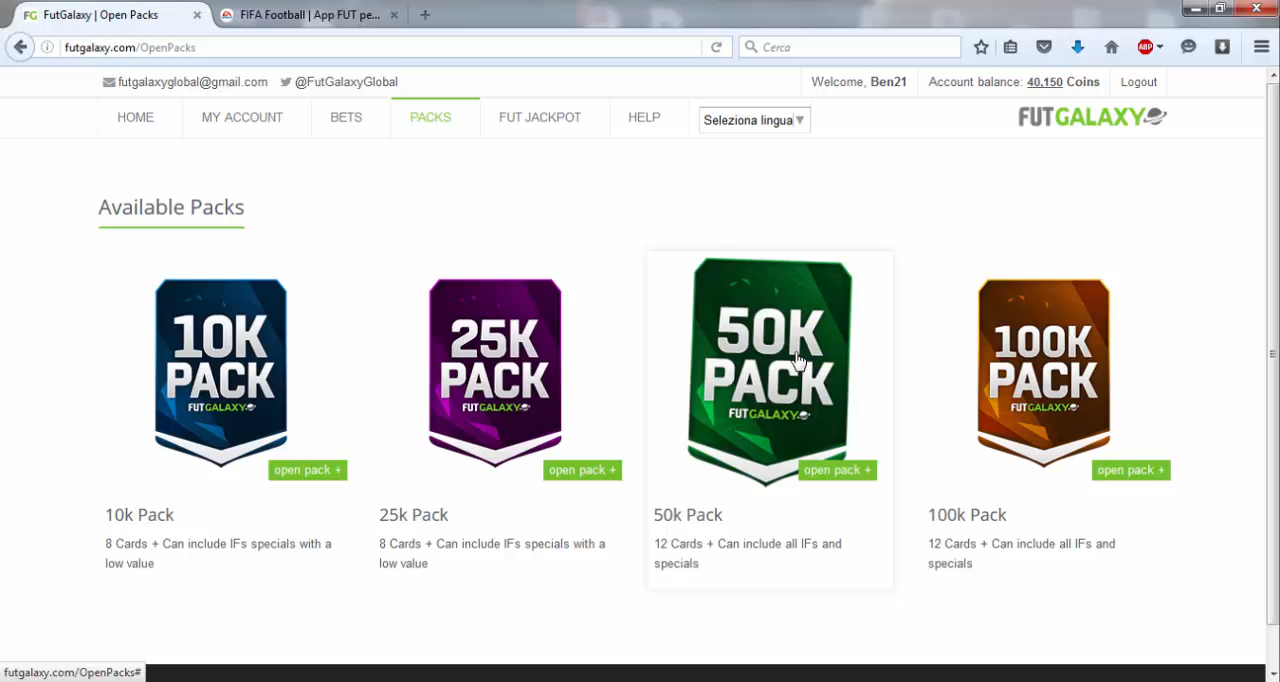 FutGalaxy | Open Packs
FIFA Football | App FUT pe...
futgalaxy.com/OpenPacks
Cerca
ABP
futgalaxyglobal@gmail.com
@FutGalaxyGlobal
Welcome, Ben21
Account balance: 40,150 Coins
Logout
HOME
MY ACCOUNT
BETS
PACKS
FUT JACKPOT
HELP
Seleziona lingua
FUTGALAXY
Available Packs
10K
PACK
FUTGALAXY
open pack +
25K
PACK
FUTGALAXY
open pack +
50K
PACK
FUTGALAXY
open pack +
100K
PACK
FUTGALAXY
open pack +
10k Pack
8 Cards + Can include IFs specials with a
low value
25k Pack
8 Cards + Can include IFs specials with a
low value
50k Pack
12 Cards + Can include all IFs and
specials
100k Pack
12 Cards + Can include all IFs and
specials
futgalaxy.com/OpenPacks#